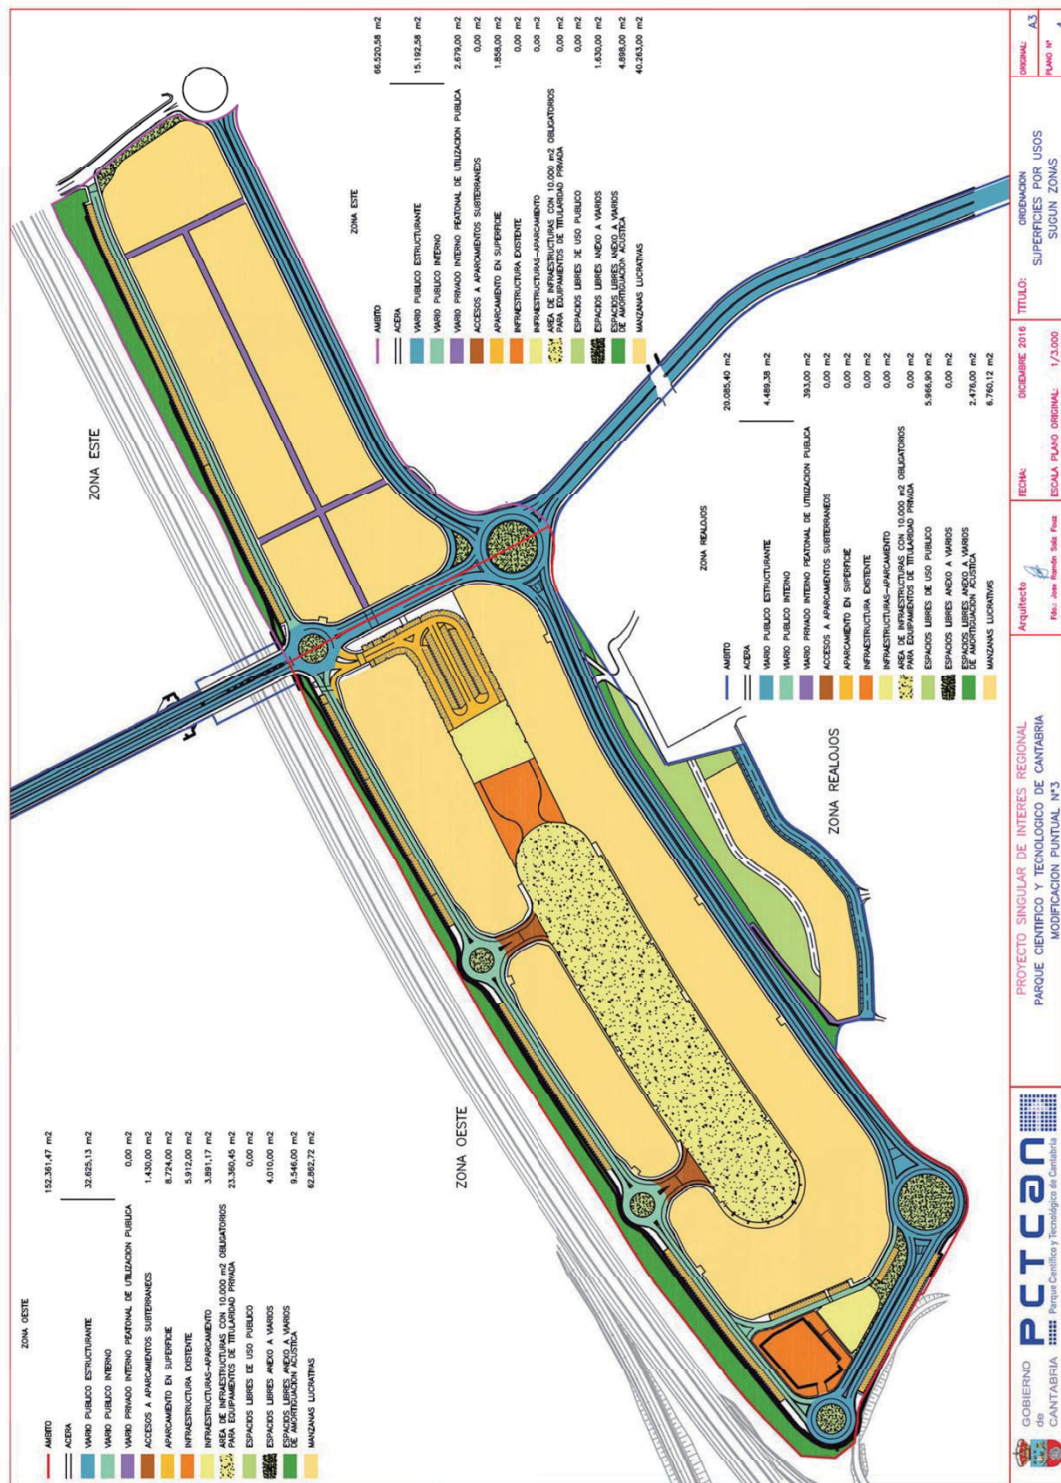 ZONA OESTE
AMBITO 152.361,47 m2
ACERA
VIARIO PUBLICO ESTRUCTURANTE 32.625,13 m2
VIARIO PUBLICO INTERNO
VIARIO PRIVADO INTERNO PEATONAL DE UTILIZACION PUBLICA 0,00 m2
ACCESOS A APARCAMIENTOS SUBTERRANEOS 1.430,00 m2
APARCAMIENTO EN SUPERFICIE 8.724,00 m2
INFRAESTRUCTURA EXISTENTE 5.912,00 m2
INFRAESTRUCTURAS-APARCAMIENTO 3.891,17 m2
AREA DE INFRAESTRUCTURAS CON 10.000 m2 OBLIGATORIOS
PARA EQUIPAMIENTOS DE TITULARIDAD PRIVADA 23.360,45 m2
ESPACIOS LIBRES DE USO PUBLICO 0,00 m2
ESPACIOS LIBRES ANEXO A VIARIOS 4.010,00 m2
ESPACIOS LIBRES ANEXO A VIARIOS
DE AMORTIGUACION ACUSTICA 9.546,00 m2
MANZANAS LUCRATIVAS 62.862,72 m2
ZONA OESTE
ZONA ESTE
ZONA REALOJOS
ZONA ESTE
AMBITO 66.520,58 m2
ACERA
VIARIO PUBLICO ESTRUCTURANTE 15.192,58 m2
VIARIO PUBLICO INTERNO
VIARIO PRIVADO INTERNO PEATONAL DE UTILIZACION PUBLICA 2.679,00 m2
ACCESOS A APARCAMIENTOS SUBTERRANEOS 0,00 m2
APARCAMIENTO EN SUPERFICIE 1.858,00 m2
INFRAESTRUCTURA EXISTENTE 0,00 m2
INFRAESTRUCTURAS-APARCAMIENTO 0,00 m2
AREA DE INFRAESTRUCTURAS CON 10.000 m2 OBLIGATORIOS
PARA EQUIPAMIENTOS DE TITULARIDAD PRIVADA 0,00 m2
ESPACIOS LIBRES DE USO PUBLICO 0,00 m2
ESPACIOS LIBRES ANEXO A VIARIOS 1.630,00 m2
ESPACIOS LIBRES ANEXO A VIARIOS
DE AMORTIGUACION ACUSTICA 4.898,00 m2
MANZANAS LUCRATIVAS 40.263,00 m2
ZONA REALOJOS
AMBITO 20.085,40 m2
ACERA
VIARIO PUBLICO ESTRUCTURANTE 4.489,38 m2
VIARIO PUBLICO INTERNO
VIARIO PRIVADO INTERNO PEATONAL DE UTILIZACION PUBLICA 393,00 m2
ACCESOS A APARCAMIENTOS SUBTERRANEOS 0,00 m2
APARCAMIENTO EN SUPERFICIE 0,00 m2
INFRAESTRUCTURA EXISTENTE 0,00 m2
INFRAESTRUCTURAS-APARCAMIENTO 0,00 m2
AREA DE INFRAESTRUCTURAS CON 10.000 m2 OBLIGATORIOS
PARA EQUIPAMIENTOS DE TITULARIDAD PRIVADA 0,00 m2
ESPACIOS LIBRES DE USO PUBLICO 5.966,90 m2
ESPACIOS LIBRES ANEXO A VIARIOS 0,00 m2
ESPACIOS LIBRES ANEXO A VIARIOS
DE AMORTIGUACION ACUSTICA 2.476,00 m2
MANZANAS LUCRATIVAS 6.760,12 m2
GOBIERNO
de
CANTABRIA
PCTCAN
Parque Científico y Tecnológico de Cantabria
PROYECTO SINGULAR DE INTERES REGIONAL
PARQUE CIENTIFICO Y TECNOLOGICO DE CANTABRIA
MODIFICACION PUNTUAL Nº3
Arquitecto
Fdo: Jose Ramón Saiz Fouz
FECHA: DICIEMBRE 2016
ESCALA PLANO ORIGINAL: 1/3.000
TITULO: ORDENACION
SUPERFICIES POR USOS
SUGUN ZONAS
ORIGINAL: A3
PLANO Nº